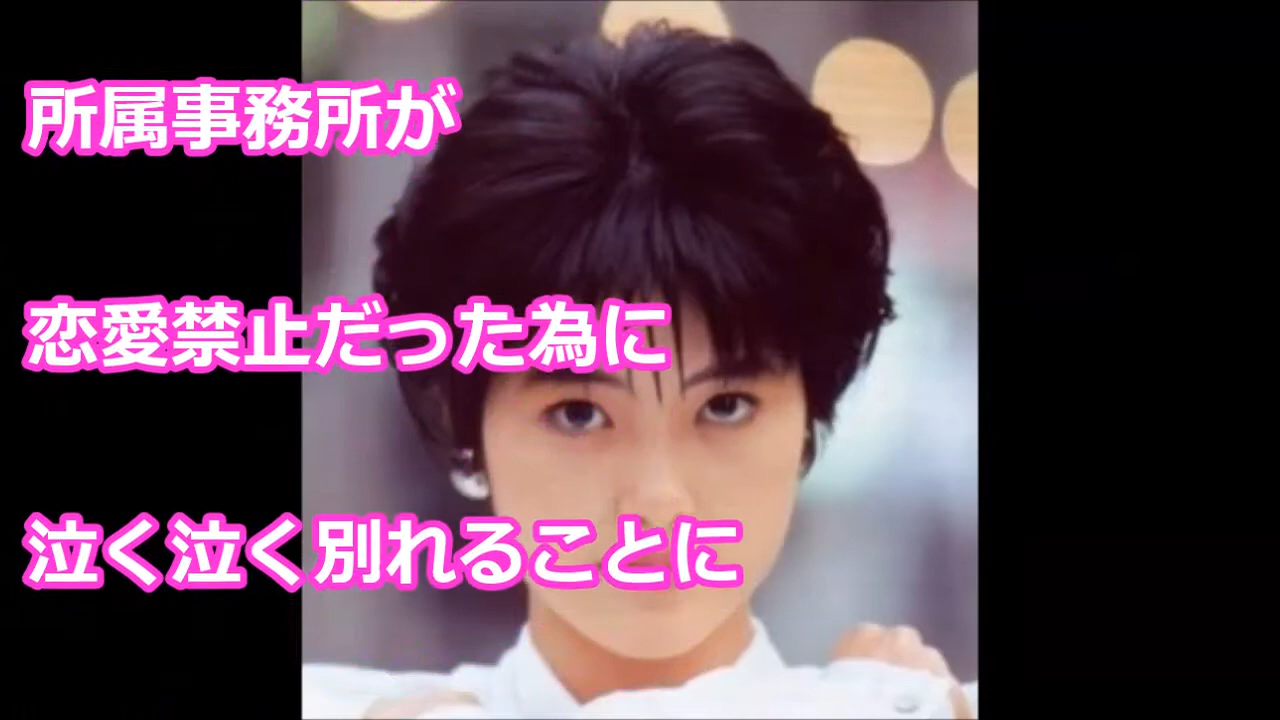 所属事務所が
恋愛禁止だった為に
泣く泣く別れることに